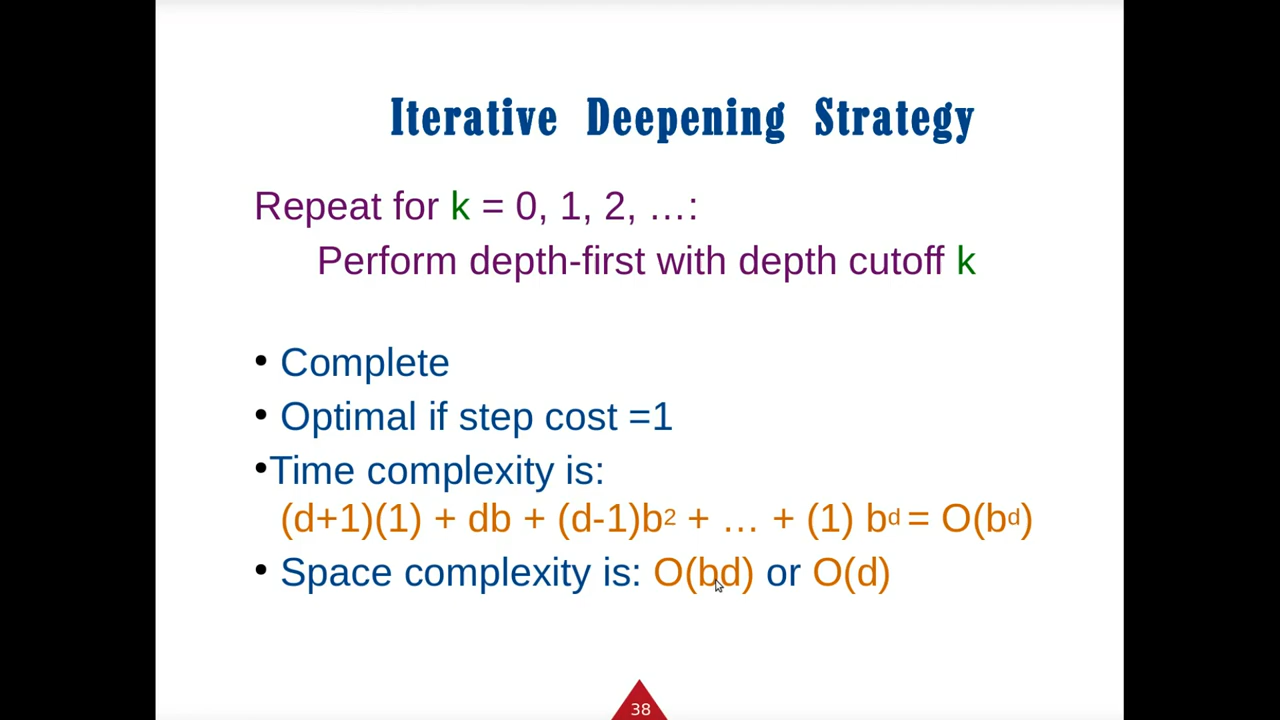 Iterative Deepening Strategy
Repeat for k = 0, 1, 2, …:
Perform depth-first with depth cutoff k
• Complete
• Optimal if step cost =1
•Time complexity is:
(d+1)(1) + db + (d-1)b² + … + (1) bᵈ = O(bᵈ)
• Space complexity is: O(bd) or O(d)
38